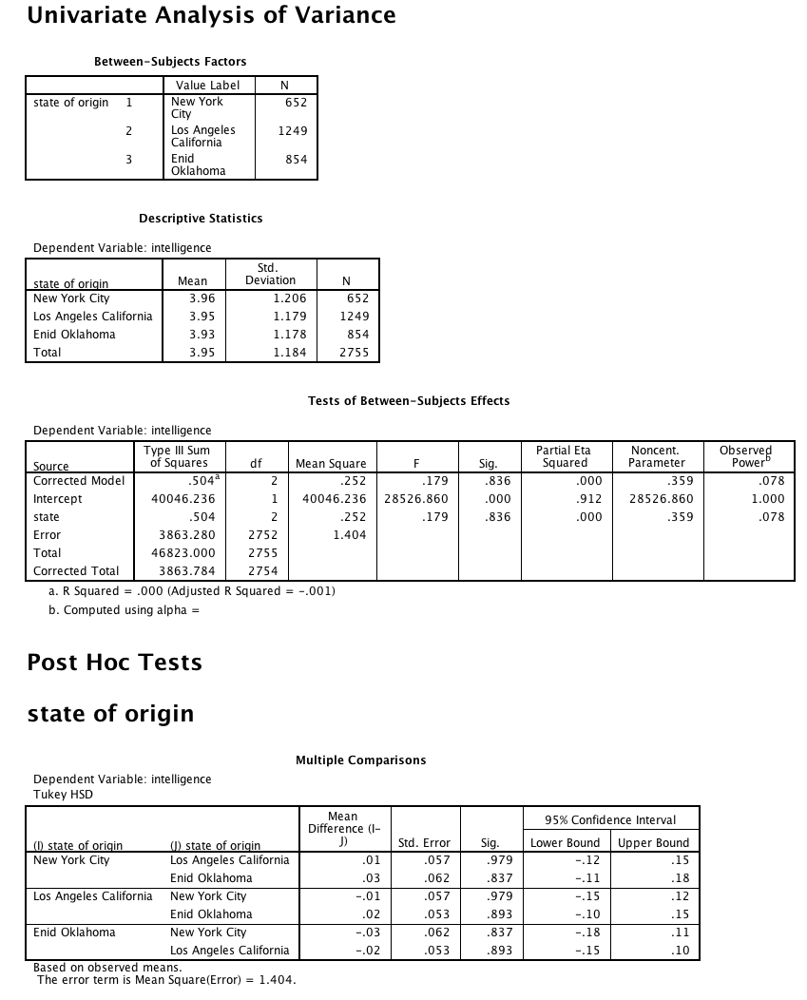 Univariate Analysis of Variance
Between-Subjects Factors
Value Label N
state of origin 1 New York City 652
2 Los Angeles California 1249
3 Enid Oklahoma 854
Descriptive Statistics
Dependent Variable: intelligence
state of origin Mean Std. Deviation N
New York City 3.96 1.206 652
Los Angeles California 3.95 1.179 1249
Enid Oklahoma 3.93 1.178 854
Total 3.95 1.184 2755
Tests of Between-Subjects Effects
Dependent Variable: intelligence
Source Type III Sum of Squares df Mean Square F Sig. Partial Eta Squared Noncent. Parameter Observed Power^b
Corrected Model .504^a 2 .252 .179 .836 .000 .359 .078
Intercept 40046.236 1 40046.236 28526.860 .000 .912 28526.860 1.000
state .504 2 .252 .179 .836 .000 .359 .078
Error 3863.280 2752 1.404
Total 46823.000 2755
Corrected Total 3863.784 2754
a. R Squared = .000 (Adjusted R Squared = -.001)
b. Computed using alpha =
Post Hoc Tests
state of origin
Multiple Comparisons
Dependent Variable: intelligence
Tukey HSD
(I) state of origin (J) state of origin Mean Difference (I-J) Std. Error Sig. 95% Confidence Interval
Lower Bound Upper Bound
New York City Los Angeles California .01 .057 .979 -.12 .15
Enid Oklahoma .03 .062 .837 -.11 .18
Los Angeles California New York City -.01 .057 .979 -.15 .12
Enid Oklahoma .02 .053 .893 -.10 .15
Enid Oklahoma New York City -.03 .062 .837 -.18 .11
Los Angeles California -.02 .053 .893 -.15 .10
Based on observed means.
The error term is Mean Square(Error) = 1.404.